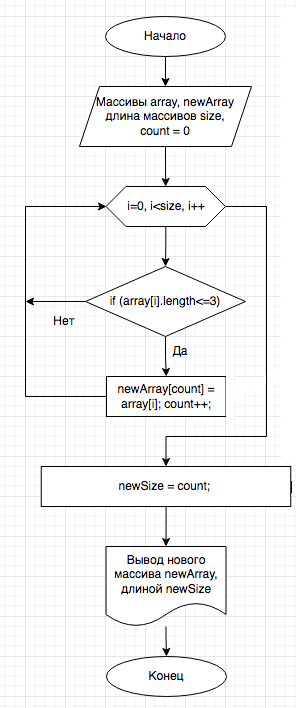 Начало
Массивы array, newArray
длина массивов size,
count = 0
i=0, i<size, i++
if (array[i].length<=3)
Нет
Да
newArray[count] =
array[i]; count++;
newSize = count;
Вывод нового
массива newArray,
длиной newSize
Конец